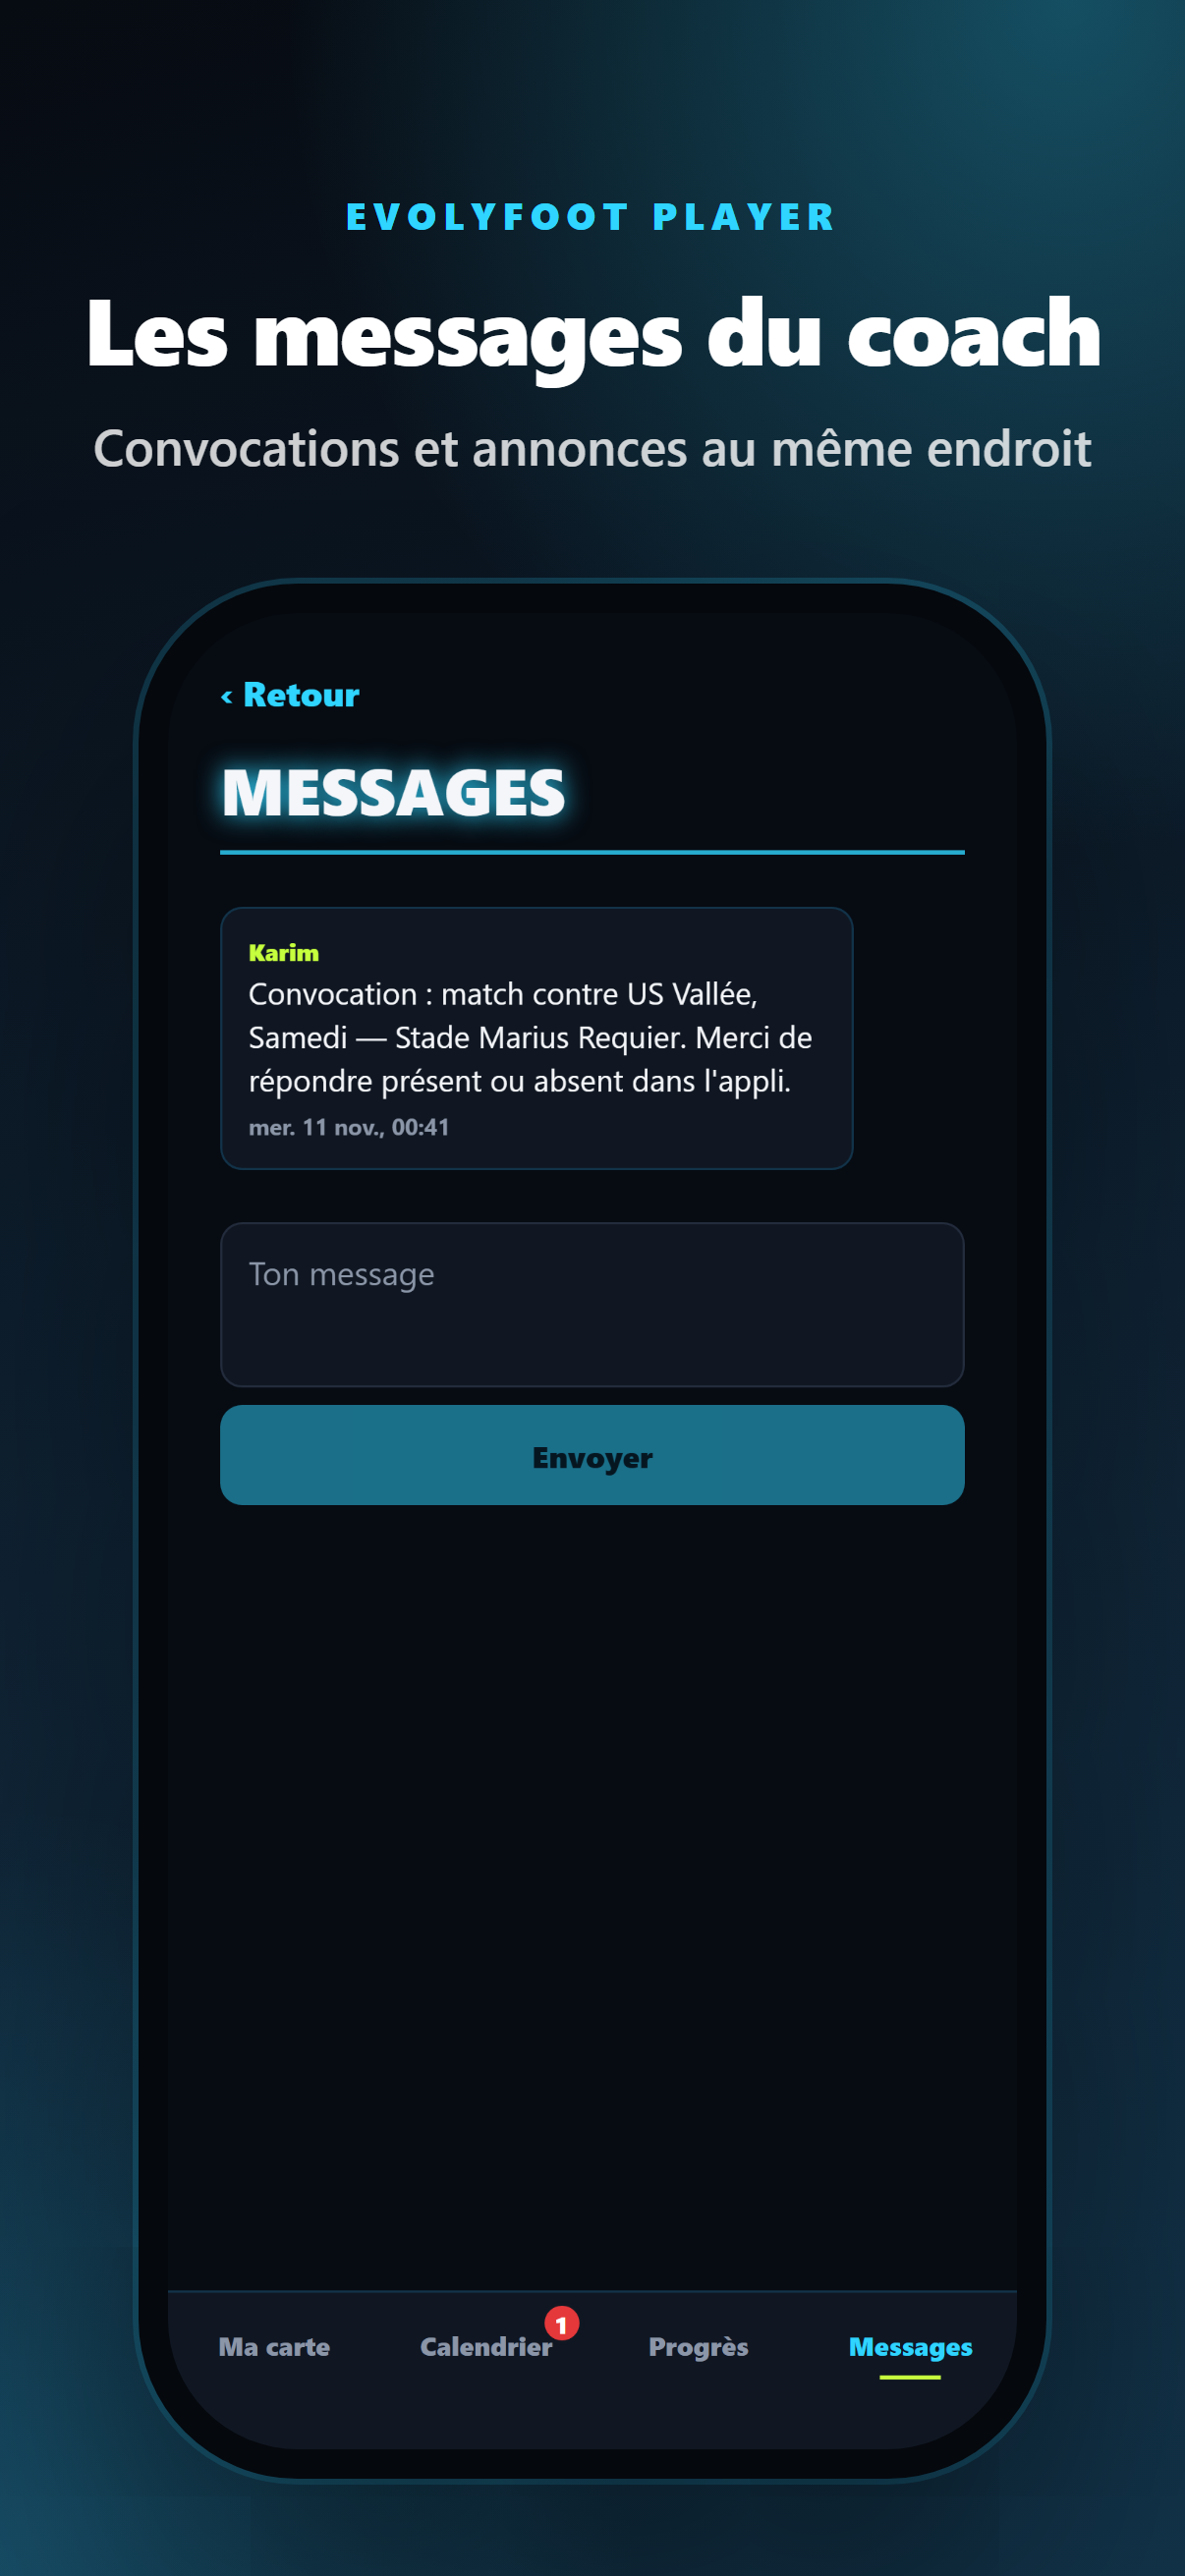 EVOLYFOOT PLAYER
Les messages du coach
Convocations et annonces au même endroit
‹ Retour
MESSAGES
Karim
Convocation : match contre US Vallée,
Samedi — Stade Marius Requier. Merci de
répondre présent ou absent dans l'appli.
mer. 11 nov., 00:41
Ton message
Envoyer
Ma carte
Calendrier
1
Progrès
Messages